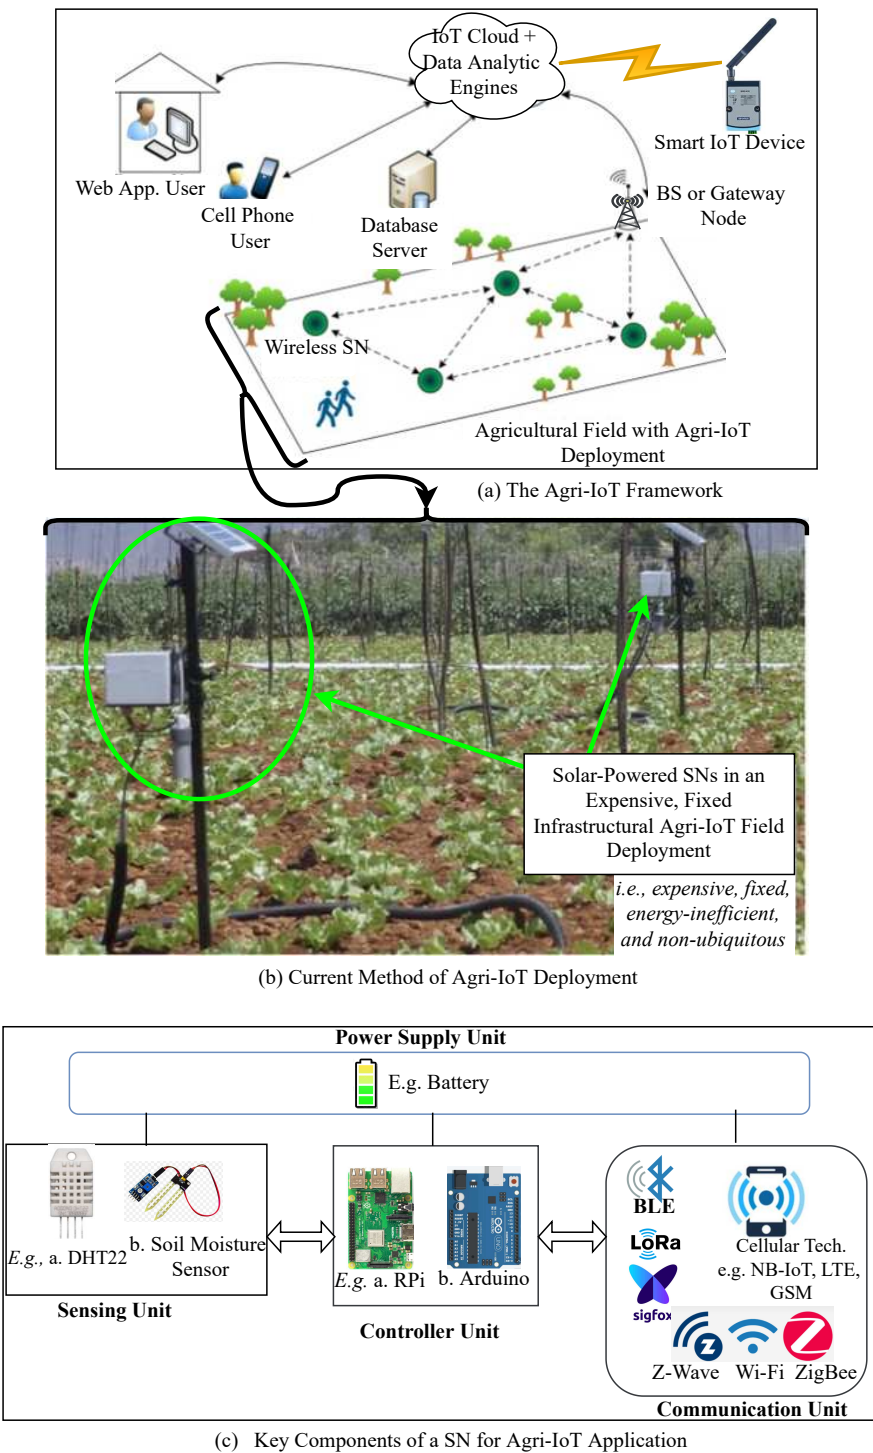 IoT Cloud +
Data Analytic
Engines
Smart IoT Device
Web App. User
Cell Phone
User
Database
Server
BS or Gateway
Node
Wireless SN
Agricultural Field with Agri-IoT
Deployment
(a) The Agri-IoT Framework
Solar-Powered SNs in an
Expensive, Fixed
Infrastructural Agri-IoT Field
Deployment
i.e., expensive, fixed,
energy-inefficient,
and non-ubiquitous
(b) Current Method of Agri-IoT Deployment
Power Supply Unit
E.g. Battery
E.g., a. DHT22
b. Soil Moisture
Sensor
Sensing Unit
E.g. a. RPi
b. Arduino
Controller Unit
BLE
LoRa
sigfox
Cellular Tech.
e.g. NB-IoT, LTE,
GSM
Z-Wave
Wi-Fi
ZigBee
Communication Unit
(c) Key Components of a SN for Agri-IoT Application